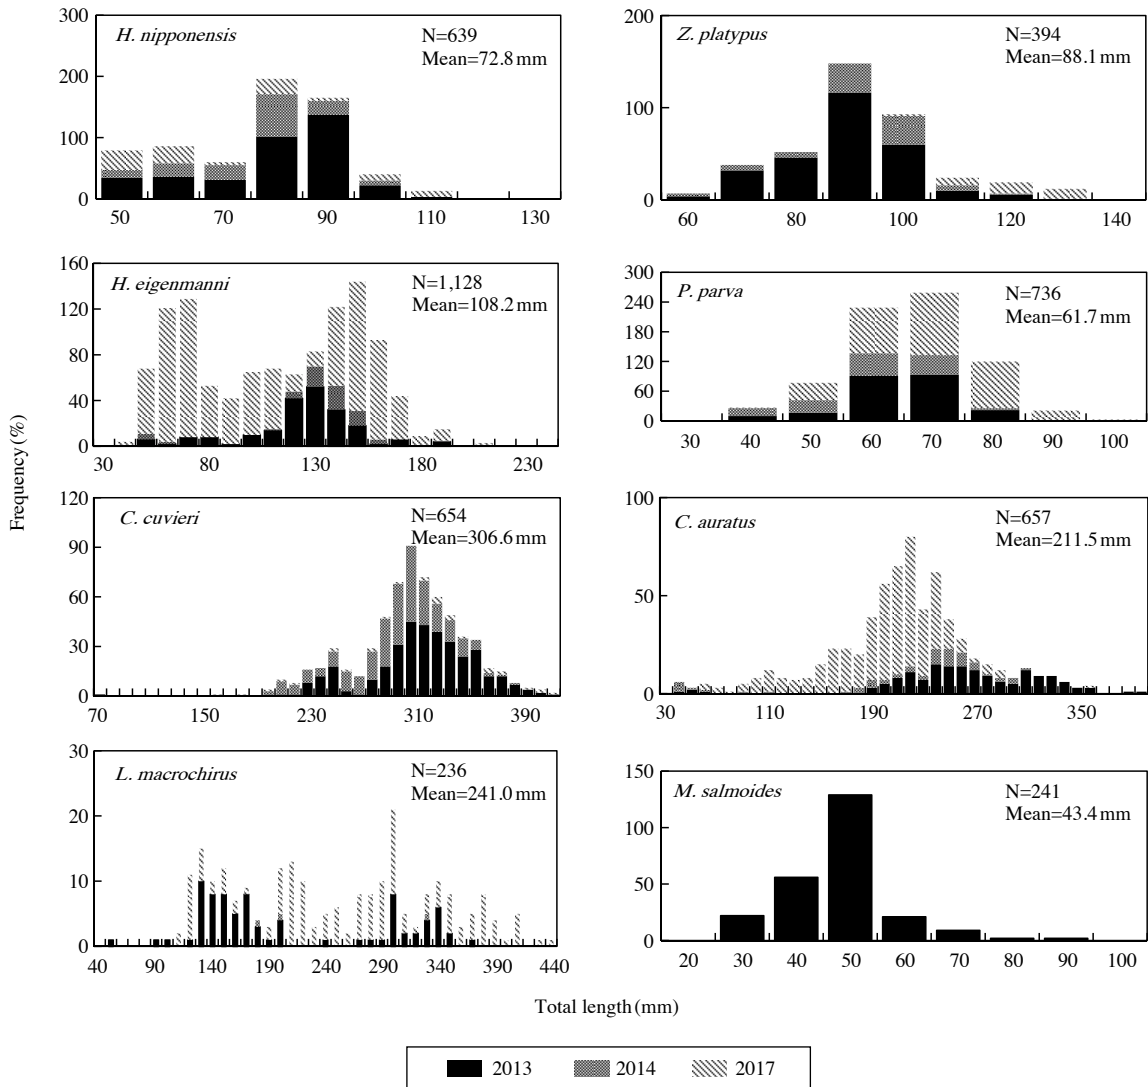 300
200
100
0
H. nipponensis
N=639
Mean=72.8 mm
50 70 90 110 130
200
100
0
Z. platypus
N=394
Mean=88.1 mm
60 80 100 120 140
160
120
80
40
0
H. eigenmanni
N=1,128
Mean=108.2 mm
30 80 130 180 230
300
240
180
120
60
0
P. parva
N=736
Mean=61.7 mm
30 40 50 60 70 80 90 100
Frequency (%)
120
90
60
30
0
C. cuvieri
N=654
Mean=306.6 mm
70 150 230 310 390
100
50
0
C. auratus
N=657
Mean=211.5 mm
30 110 190 270 350
30
20
10
0
L. macrochirus
N=236
Mean=241.0 mm
40 90 140 190 240 290 340 390 440
150
100
50
0
M. salmoides
N=241
Mean=43.4 mm
20 30 40 50 60 70 80 90 100
Total length (mm)
2013 2014 2017